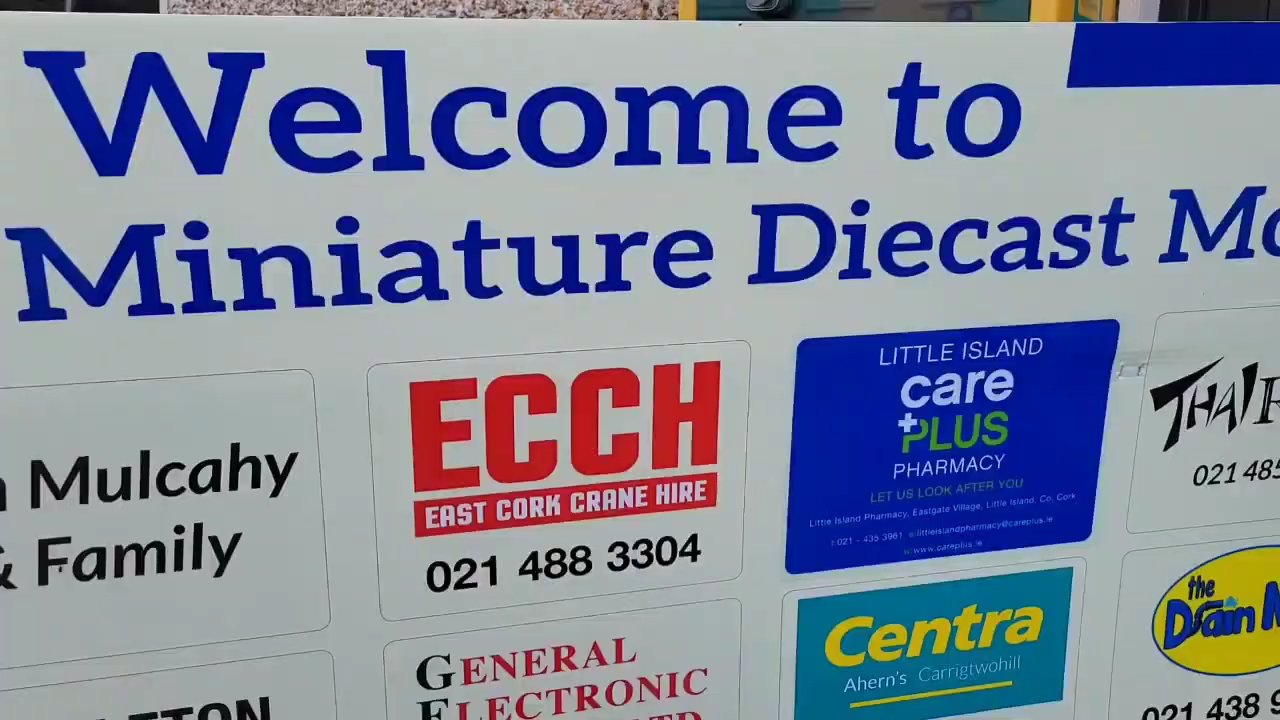 Welcome to
Miniature Diecast
Mulcahy
& Family
ECCH
EAST CORK CRANE HIRE
021 488 3304
LITTLE ISLAND
care
+PLUS
PHARMACY
LET US LOOK AFTER YOU
Little Island Pharmacy, Eastgate Village, Little Island, Co. Cork
t:021 - 435 3961 e:littleislandpharmacy@careplus.ie
w:www.careplus.ie
THAI
021 485
GENERAL
ELECTRONIC
LTD
Centra
Ahern's Carrigtwohill
the
Drain
021 438